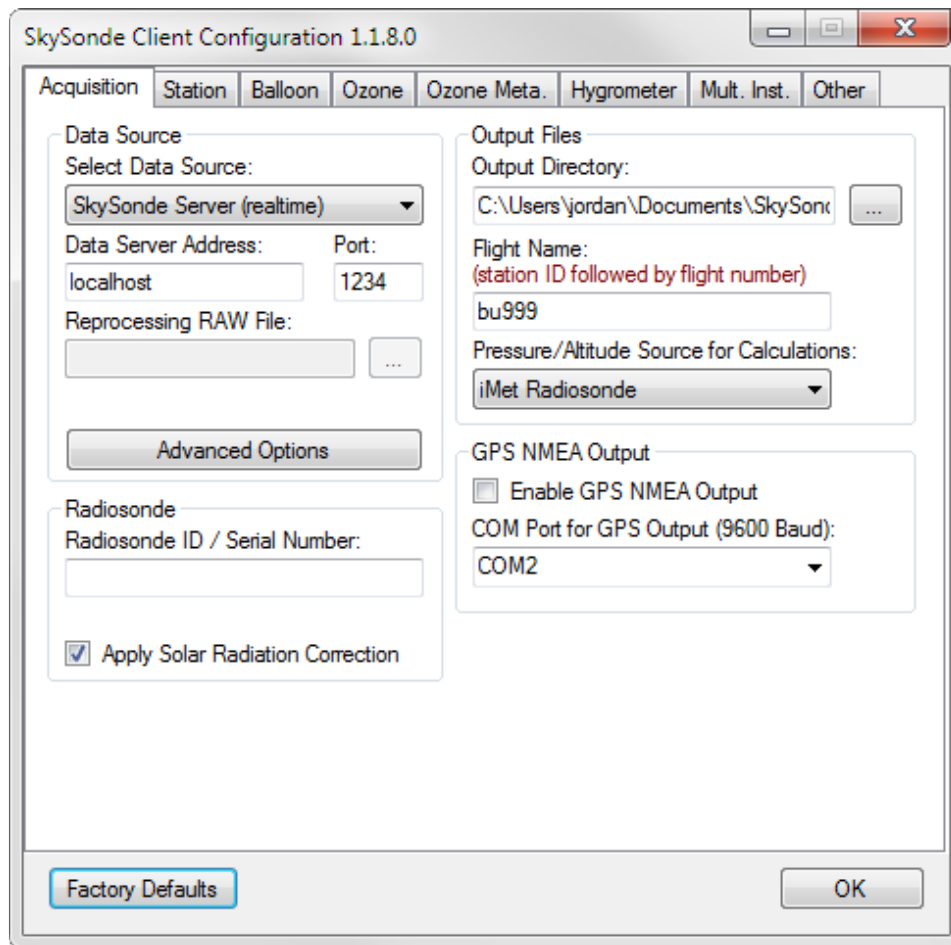 SkySonde Client Configuration 1.1.8.0
Acquisition Station Balloon Ozone Ozone Meta. Hygrometer Mult. Inst. Other
Data Source
Select Data Source:
SkySonde Server (realtime)
Data Server Address: Port:
localhost 1234
Reprocessing RAW File:
...
Advanced Options
Radiosonde
Radiosonde ID / Serial Number:
Apply Solar Radiation Correction
Output Files
Output Directory:
C:\Users\jordan\Documents\SkySond ...
Flight Name:
(station ID followed by flight number)
bu999
Pressure/Altitude Source for Calculations:
iMet Radiosonde
GPS NMEA Output
Enable GPS NMEA Output
COM Port for GPS Output (9600 Baud):
COM2
Factory Defaults OK